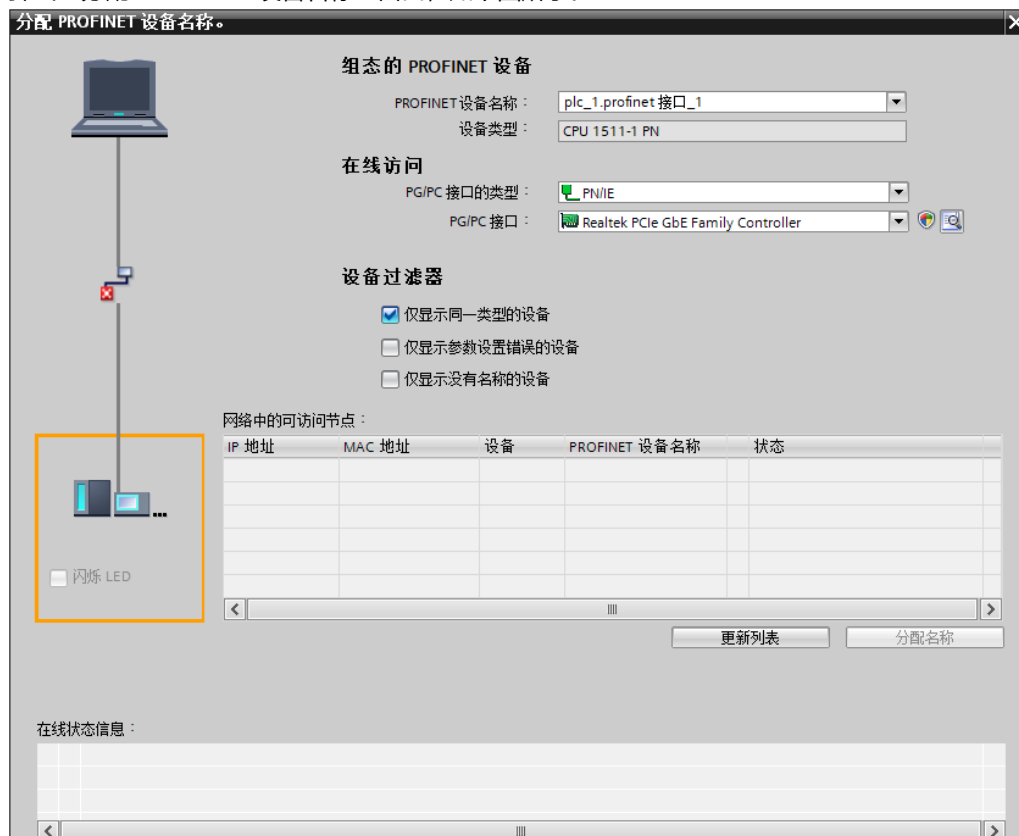 分配 PROFINET 设备名称。
组态的 PROFINET 设备
PROFINET设备名称： plc_1.profinet 接口_1
设备类型： CPU 1511-1 PN
在线访问
PG/PC 接口的类型： PN/IE
PG/PC 接口： Realtek PCIe GbE Family Controller
设备过滤器
仅显示同一类型的设备
仅显示参数设置错误的设备
仅显示没有名称的设备
网络中的可访问节点：
IP 地址 MAC 地址 设备 PROFINET 设备名称 状态
闪烁 LED
更新列表 分配名称
在线状态信息：